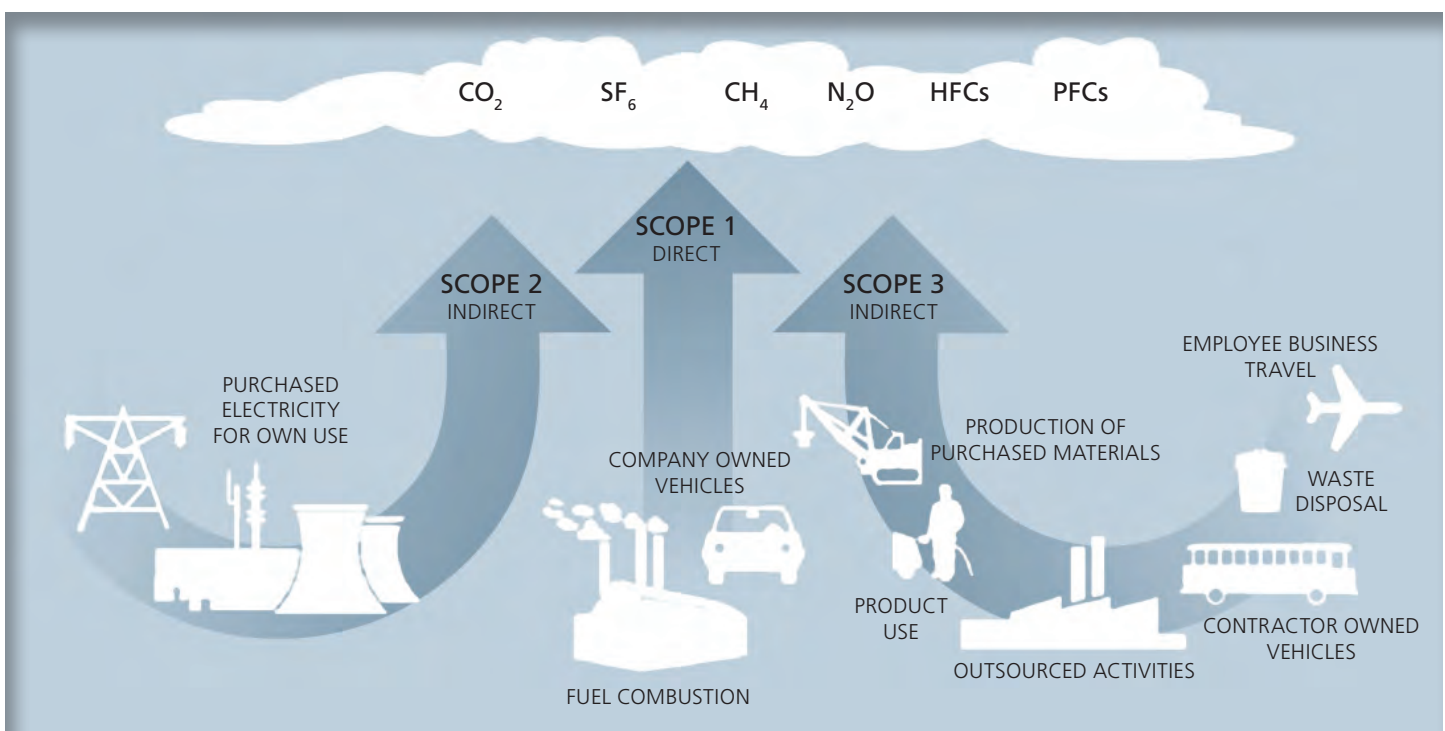 CO₂ SF₆ CH₄ N₂O HFCs PFCs
SCOPE 1
DIRECT
SCOPE 2
INDIRECT
SCOPE 3
INDIRECT
PURCHASED
ELECTRICITY
FOR OWN USE
COMPANY OWNED
VEHICLES
FUEL COMBUSTION
EMPLOYEE BUSINESS
TRAVEL
PRODUCTION OF
PURCHASED MATERIALS
WASTE
DISPOSAL
PRODUCT
USE
OUTSOURCED ACTIVITIES
CONTRACTOR OWNED
VEHICLES